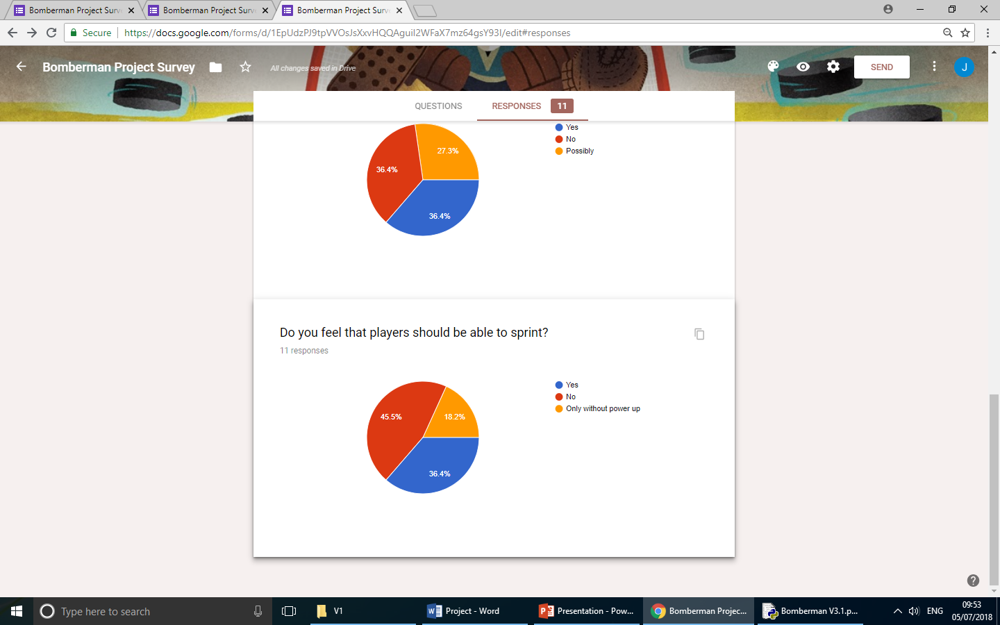 Bomberman Project Surve
Bomberman Project Surve
Bomberman Project Surve
Secure
https://docs.google.com/forms/d/1EpUdzPJ9tpVVOsJsXxvHQQAguil2WFaX7mz64gsY93I/edit#responses
Bomberman Project Survey
All changes saved in Drive
SEND
J
QUESTIONS
RESPONSES 11
27.3%
36.4%
36.4%
Yes
No
Possibly
Do you feel that players should be able to sprint?
11 responses
45.5%
18.2%
36.4%
Yes
No
Only without power up
Type here to search
V1
Project - Word
Presentation - Pow...
Bomberman Projec...
Bomberman V3.1.p...
ENG
09:53
05/07/2018